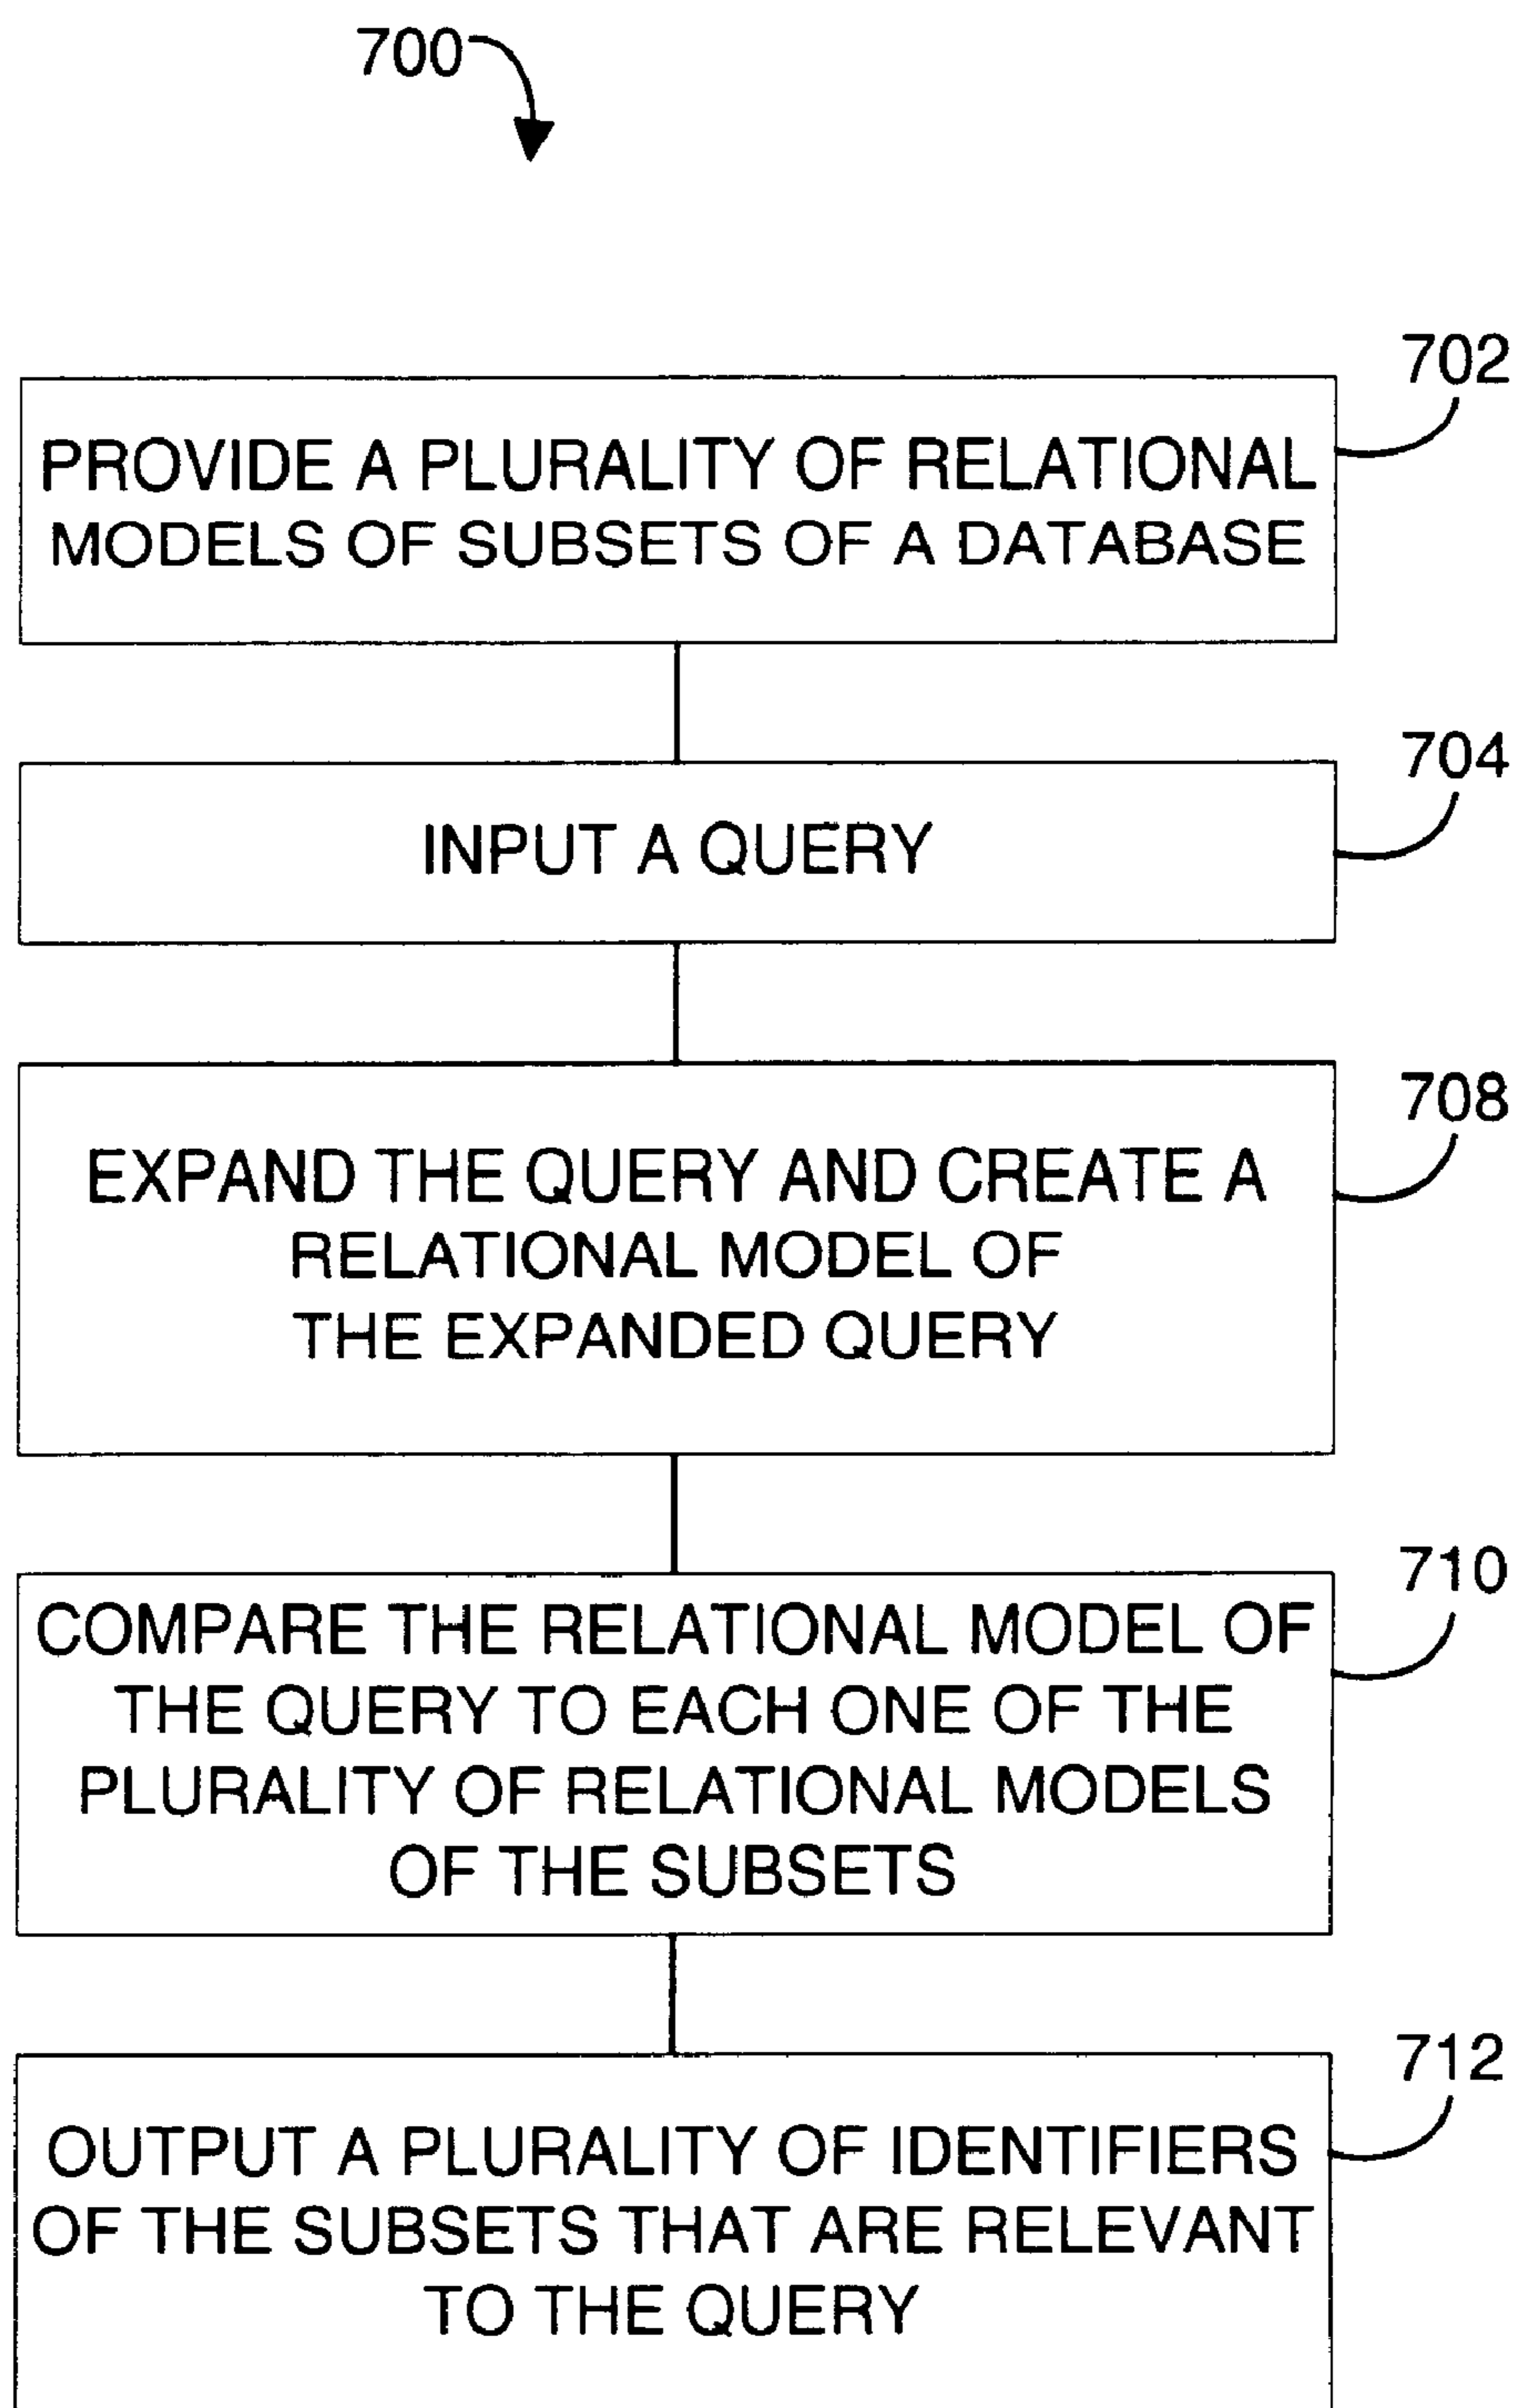 700
702
PROVIDE A PLURALITY OF RELATIONAL
MODELS OF SUBSETS OF A DATABASE
704
INPUT A QUERY
708
EXPAND THE QUERY AND CREATE A
RELATIONAL MODEL OF
THE EXPANDED QUERY
710
COMPARE THE RELATIONAL MODEL OF
THE QUERY TO EACH ONE OF THE
PLURALITY OF RELATIONAL MODELS
OF THE SUBSETS
712
OUTPUT A PLURALITY OF IDENTIFIERS
OF THE SUBSETS THAT ARE RELEVANT
TO THE QUERY